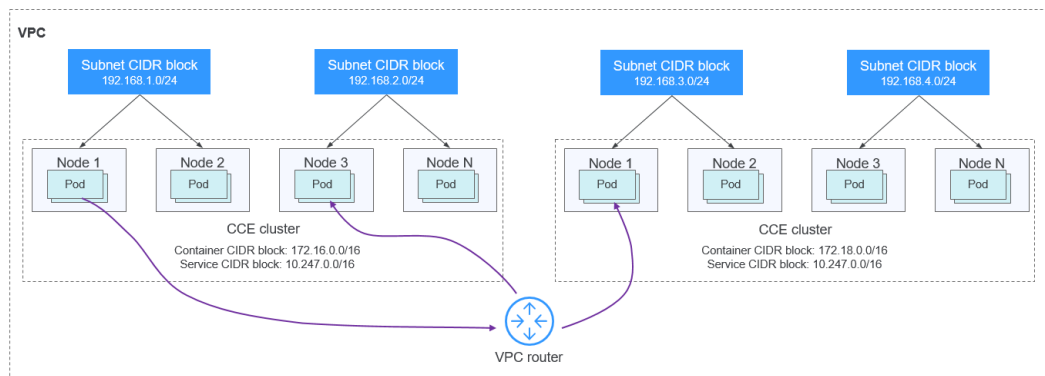 VPC
Subnet CIDR block
192.168.1.0/24
Subnet CIDR block
192.168.2.0/24
Subnet CIDR block
192.168.3.0/24
Subnet CIDR block
192.168.4.0/24
Node 1
Pod
Node 2
Pod
Node 3
Pod
Node N
Pod
CCE cluster
Container CIDR block: 172.16.0.0/16
Service CIDR block: 10.247.0.0/16
Node 1
Pod
Node 2
Pod
Node 3
Pod
Node N
Pod
CCE cluster
Container CIDR block: 172.18.0.0/16
Service CIDR block: 10.247.0.0/16
VPC router